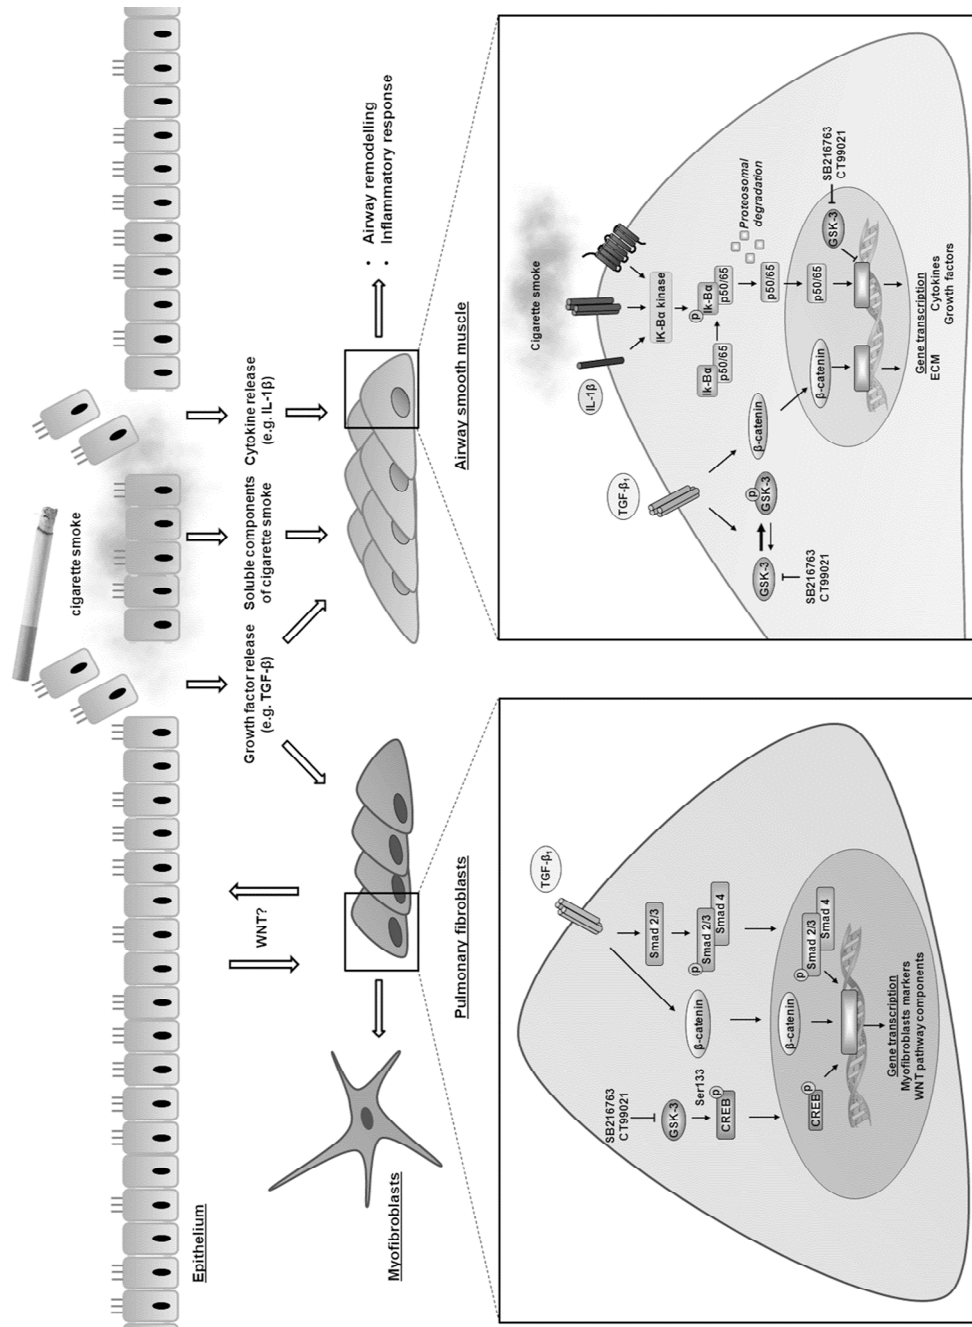 cigarette smoke
Epithelium
WNT?
Growth factor release
(e.g. TGF-β)
Soluble components
of cigarette smoke
Cytokine release
(e.g. IL-1β)
Myofibroblasts
Pulmonary fibroblasts
Airway smooth muscle
: Airway remodelling
: Inflammatory response
TGF-β1
SB216763
CT99021
GSK-3
Ser133
P
CREB
β-catenin
Smad 2/3
P
Smad 2/3
Smad 4
P
CREB
β-catenin
P
Smad 2/3
Smad 4
Gene transcription
Myofibroblasts markers
WNT pathway components
Cigarette smoke
TGF-β1
IL-1β
IK-Bα kinase
Ik-Bα
p50/65
P
Ik-Bα
p50/65
Proteosomal
degradation
p50/65
GSK-3
P
GSK-3
β-catenin
SB216763
CT99021
β-catenin
p50/65
GSK-3
SB216763
CT99021
Gene transcription
ECM
Cytokines
Growth factors